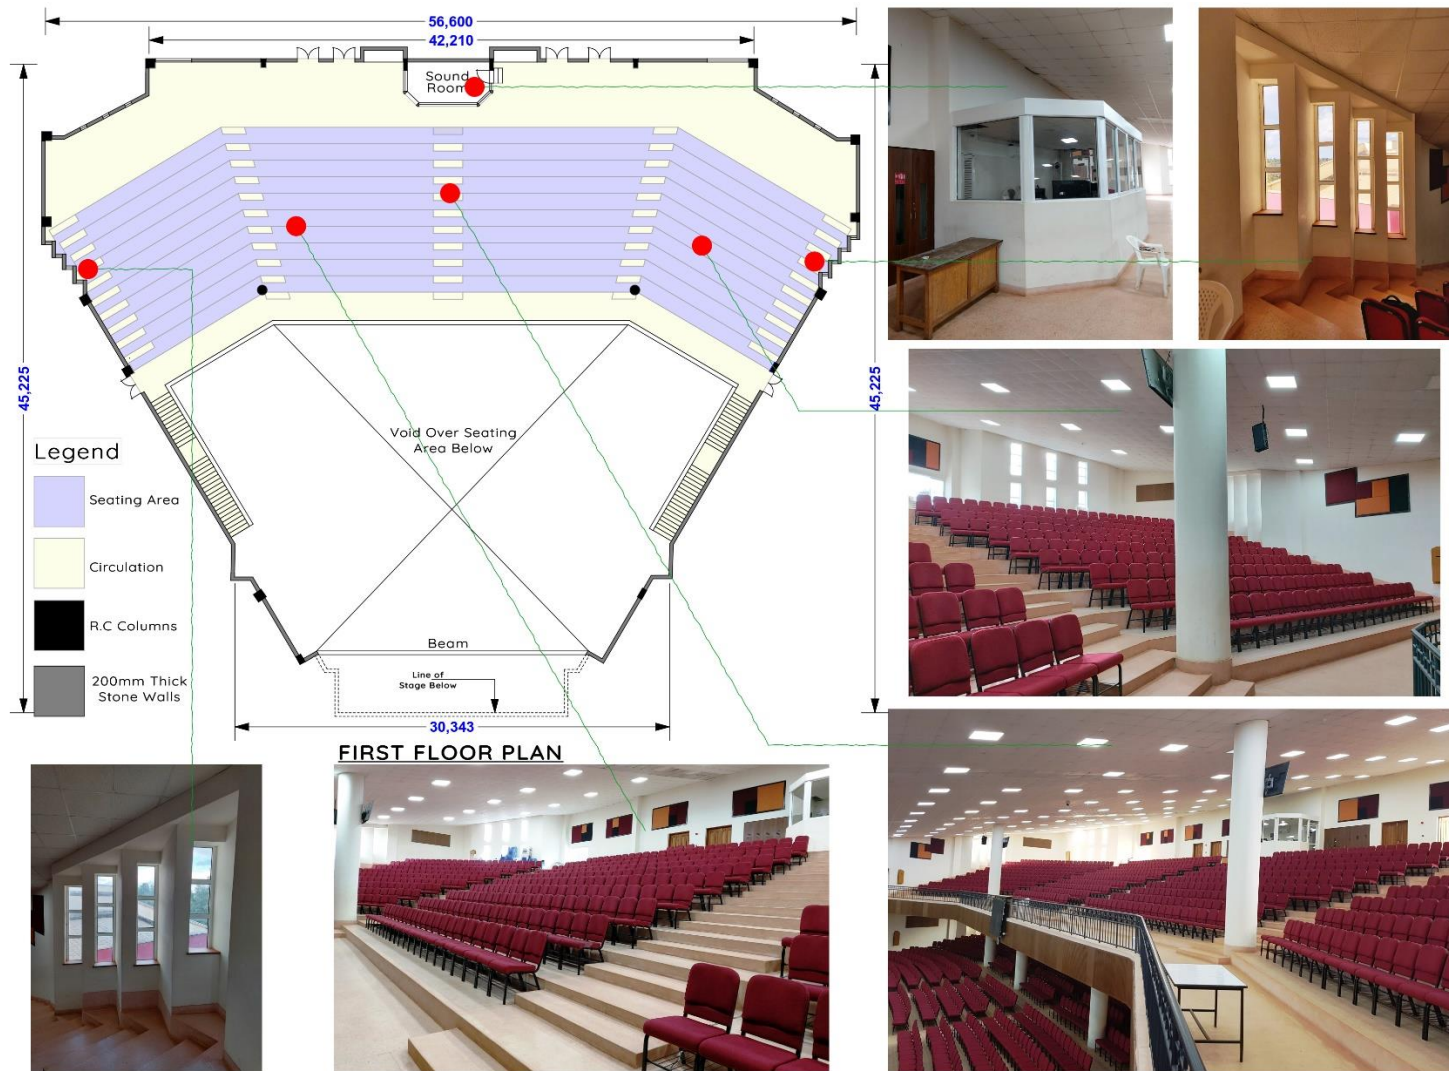 56,600
42,210
Sound
Room
45,225
45,225
Void Over Seating
Area Below
Legend
Seating Area
Circulation
R.C Columns
200mm Thick
Stone Walls
Beam
Line of
Stage Below
30,343
FIRST FLOOR PLAN